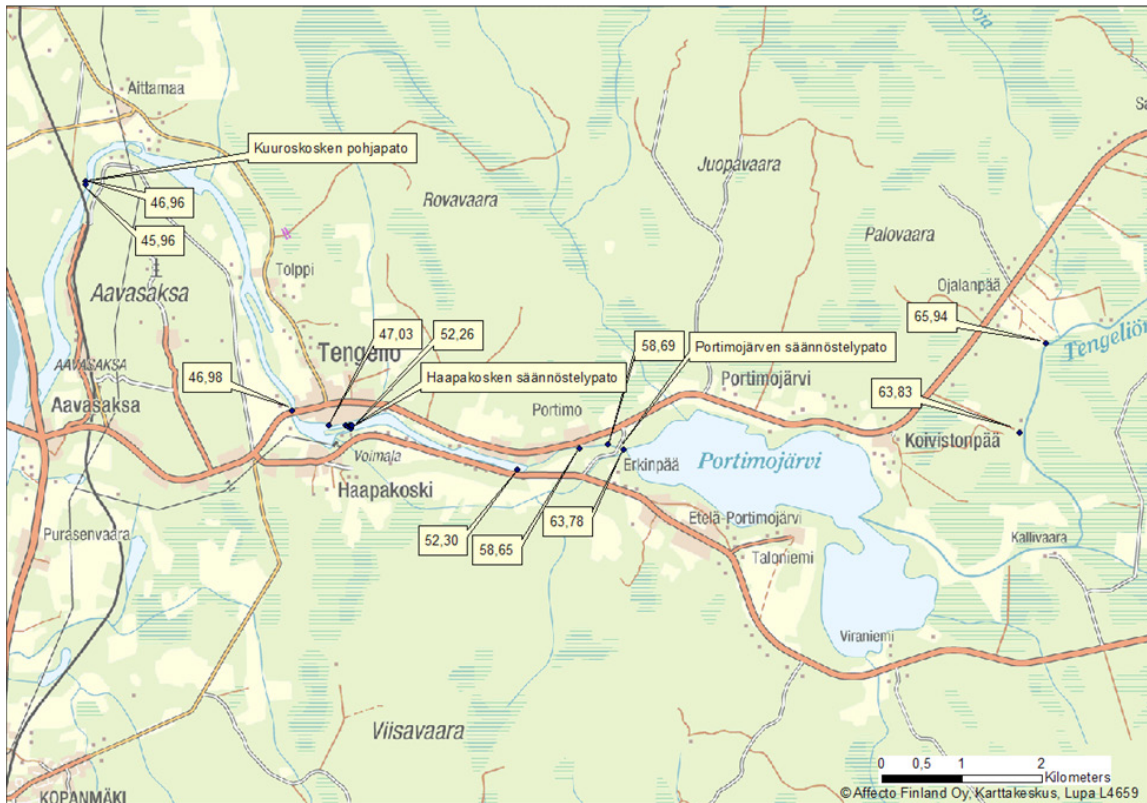 oja
Sa
Aittamaa
Kuuroskosken pohjapato
Juopavaara
46,96
Rovavaara
45,96
Palovaara
Tolppi
Ojalanpää
Aavasaksa
65,94
Tengeliön
47,03
52,26
58,69
Portimojärven säännöstelypato
Tengeliö
AAVASAKSA
46,98
Haapakosken säännöstelypato
Portimojärvi
63,83
Aavasaksa
Portimo
Koivistonpää
Voimala
Erkinpää
Portimojärvi
Haapakoski
63,78
Etelä-Portimojärvi
Purasenvaara
52,30
58,65
Taloniemi
Kallivaara
Viraniemi
Viisavaara
0 0,5 1 2
Kilometers
KOPANMÄKI
© Affecto Finland Oy, Karttakeskus, Lupa L4659